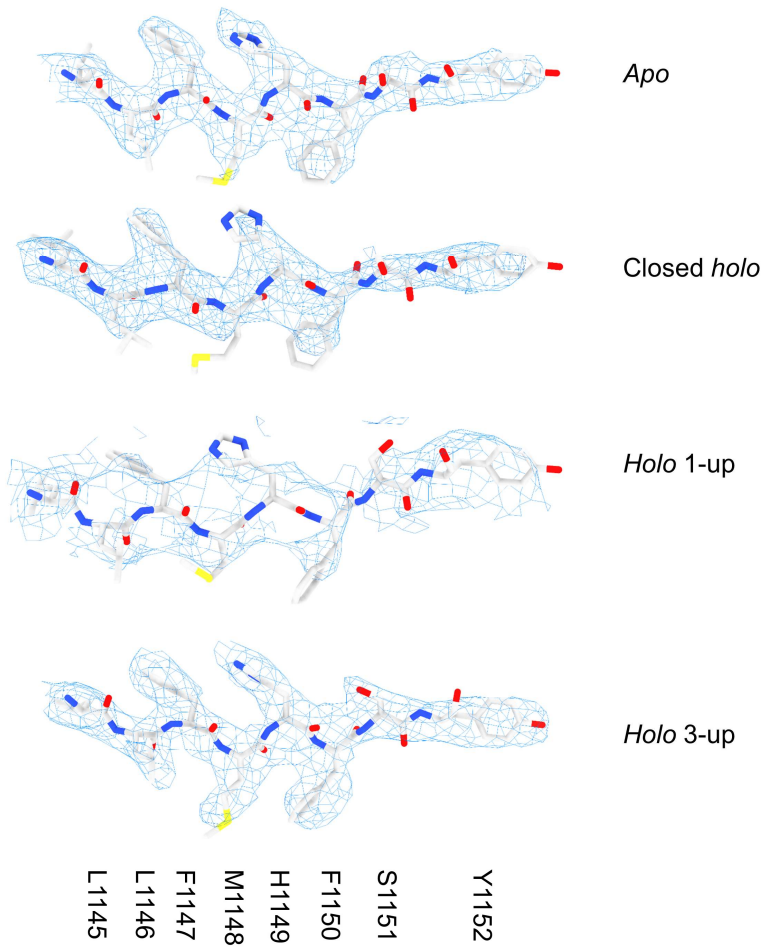 Apo
Closed holo
Holo 1-up
Holo 3-up
L1145
L1146
F1147
M1148
H1149
F1150
S1151
Y1152